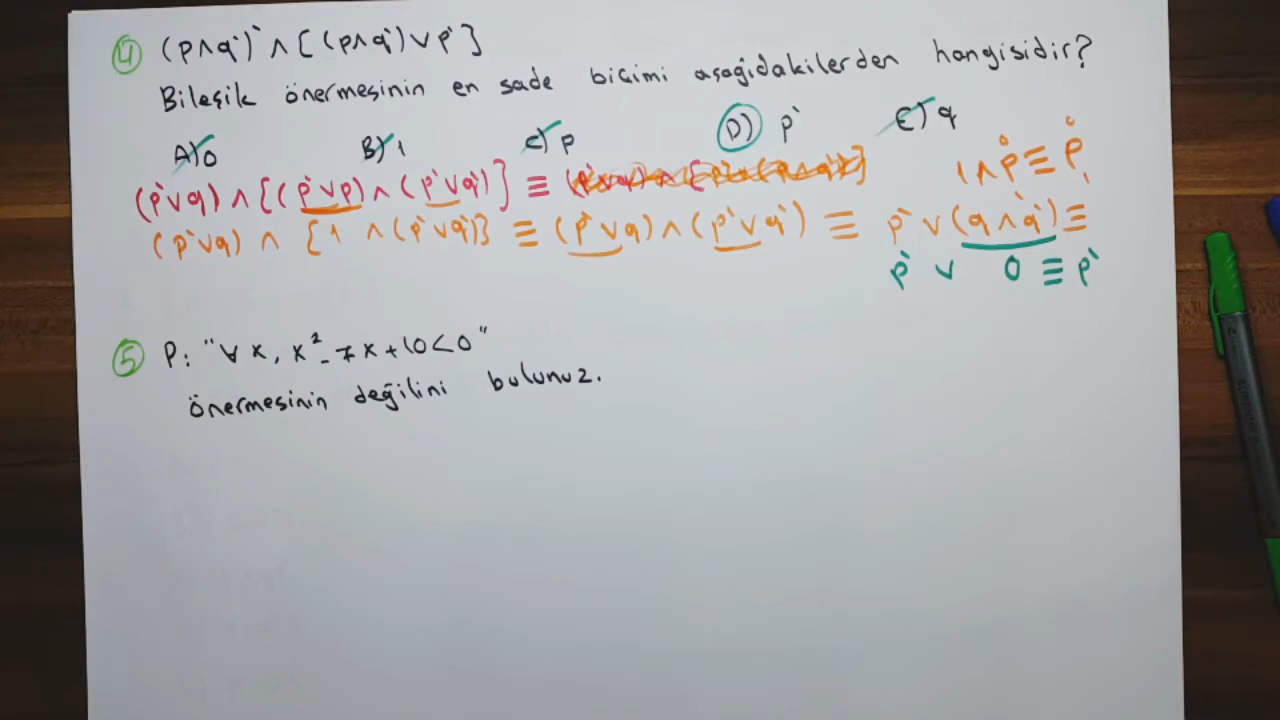 4 (p∧q')' ∧ [(p∧q')∨p']
Bileşik önermesinin en sade biçimi aşağıdakilerden hangisidir?
A) 0 B) 1 C) p D) p' E) q
(p'∨q) ∧ [(p'∨p) ∧ (p'∨q')] ≡
1∧p ≡ p
(p'∨q) ∧ [1 ∧ (p'∨q')] ≡ (p'∨q) ∧ (p'∨q') ≡ p' ∨ (q∧q') ≡
p' ∨ 0 ≡ p'
5 P: "∀x, x²-7x+10<0"
önermesinin değilini bulunuz.